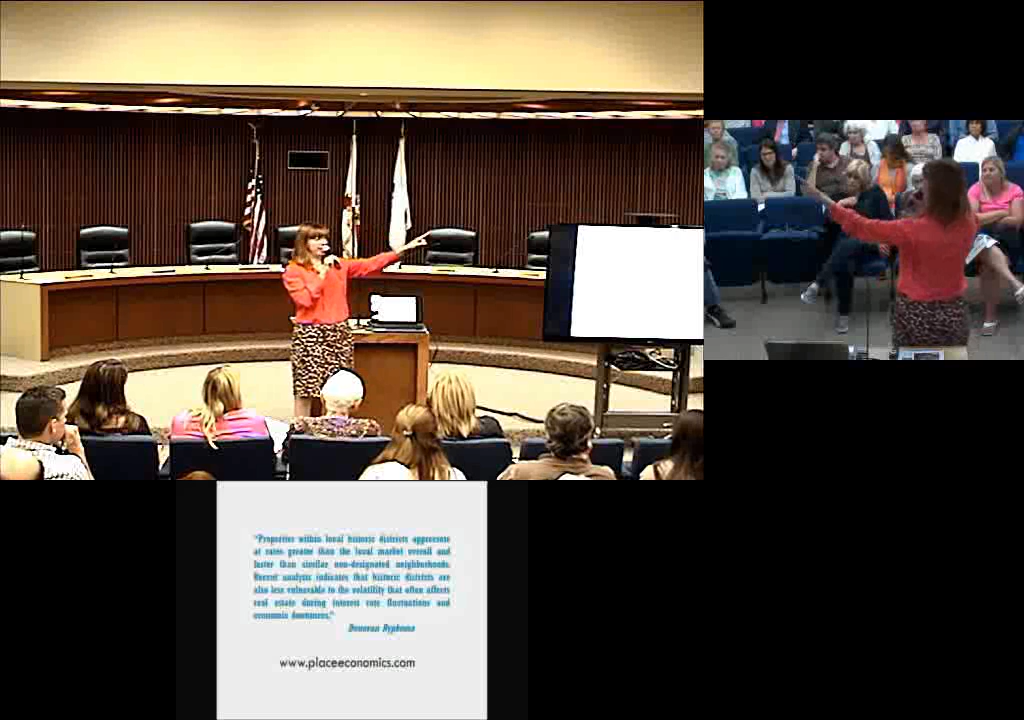 "Properties within local historic districts appreciate
at rates greater than the local market overall and
faster than similar non-designated neighborhoods.
Recent analysis indicates that historic districts are
also less vulnerable to the volatility that often affects
real estate during interest rate fluctuations and
economic downturns."
Donovan Rypkema
www.placeeconomics.com